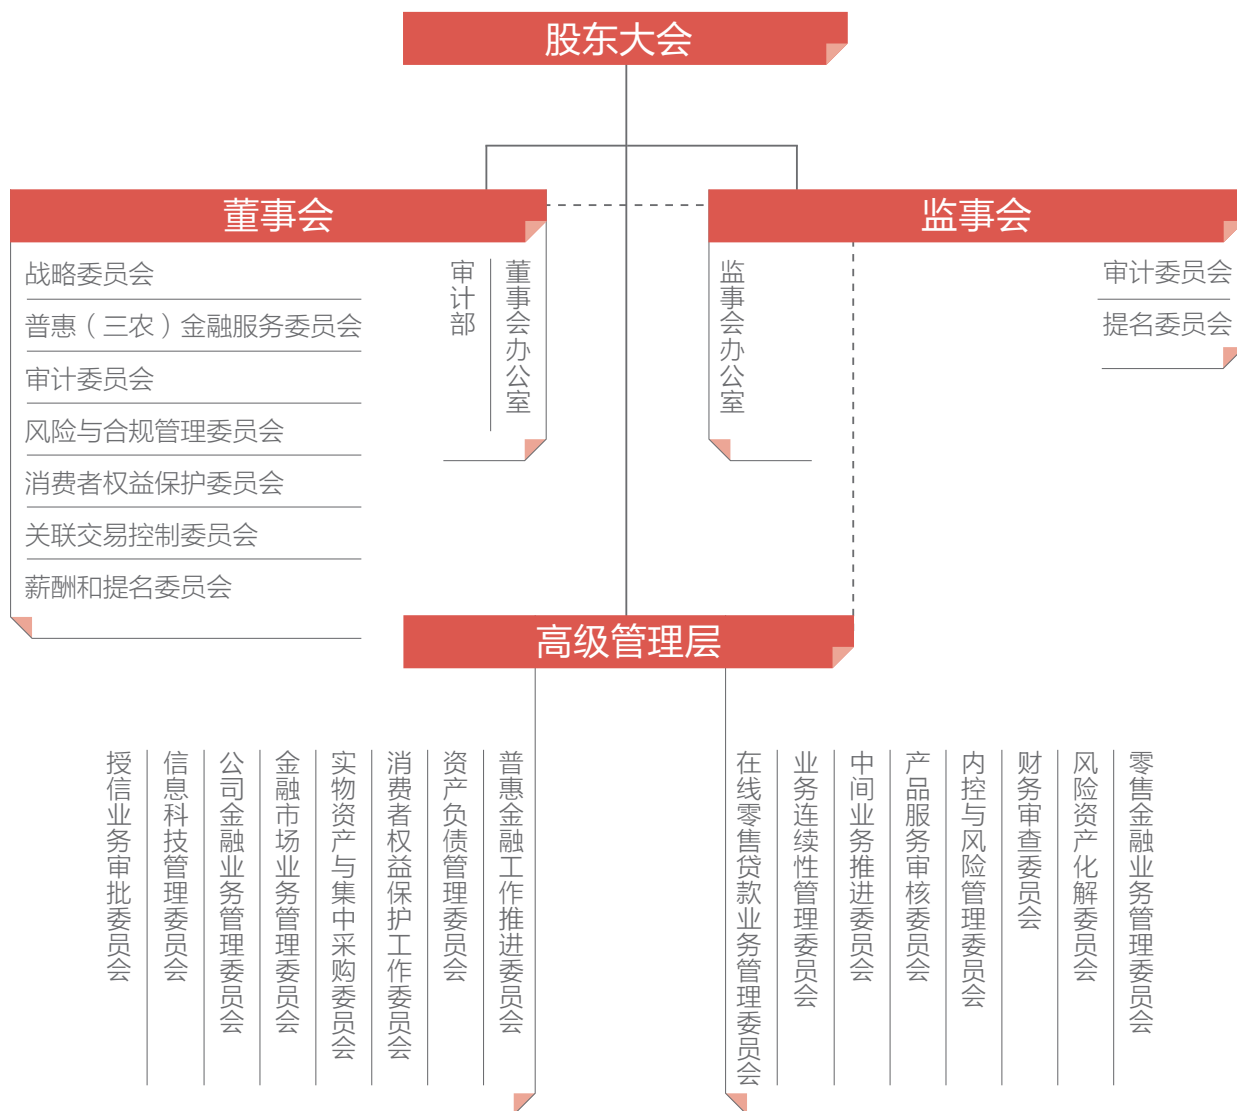 股东大会
董事会
监事会
战略委员会
普惠（三农）金融服务委员会
审计委员会
风险与合规管理委员会
消费者权益保护委员会
关联交易控制委员会
薪酬和提名委员会
审计部
董事会办公室
监事会办公室
审计委员会
提名委员会
高级管理层
授信业务审批委员会
信息科技管理委员会
公司金融业务管理委员会
金融市场业务管理委员会
实物资产与集中采购委员会
消费者权益保护工作委员会
资产负债管理委员会
普惠金融工作推进委员会
在线零售贷款业务管理委员会
业务连续性管理委员会
中间业务推进委员会
产品服务审核委员会
内控与风险管理委员会
财务审查委员会
风险资产化解委员会
零售金融业务管理委员会